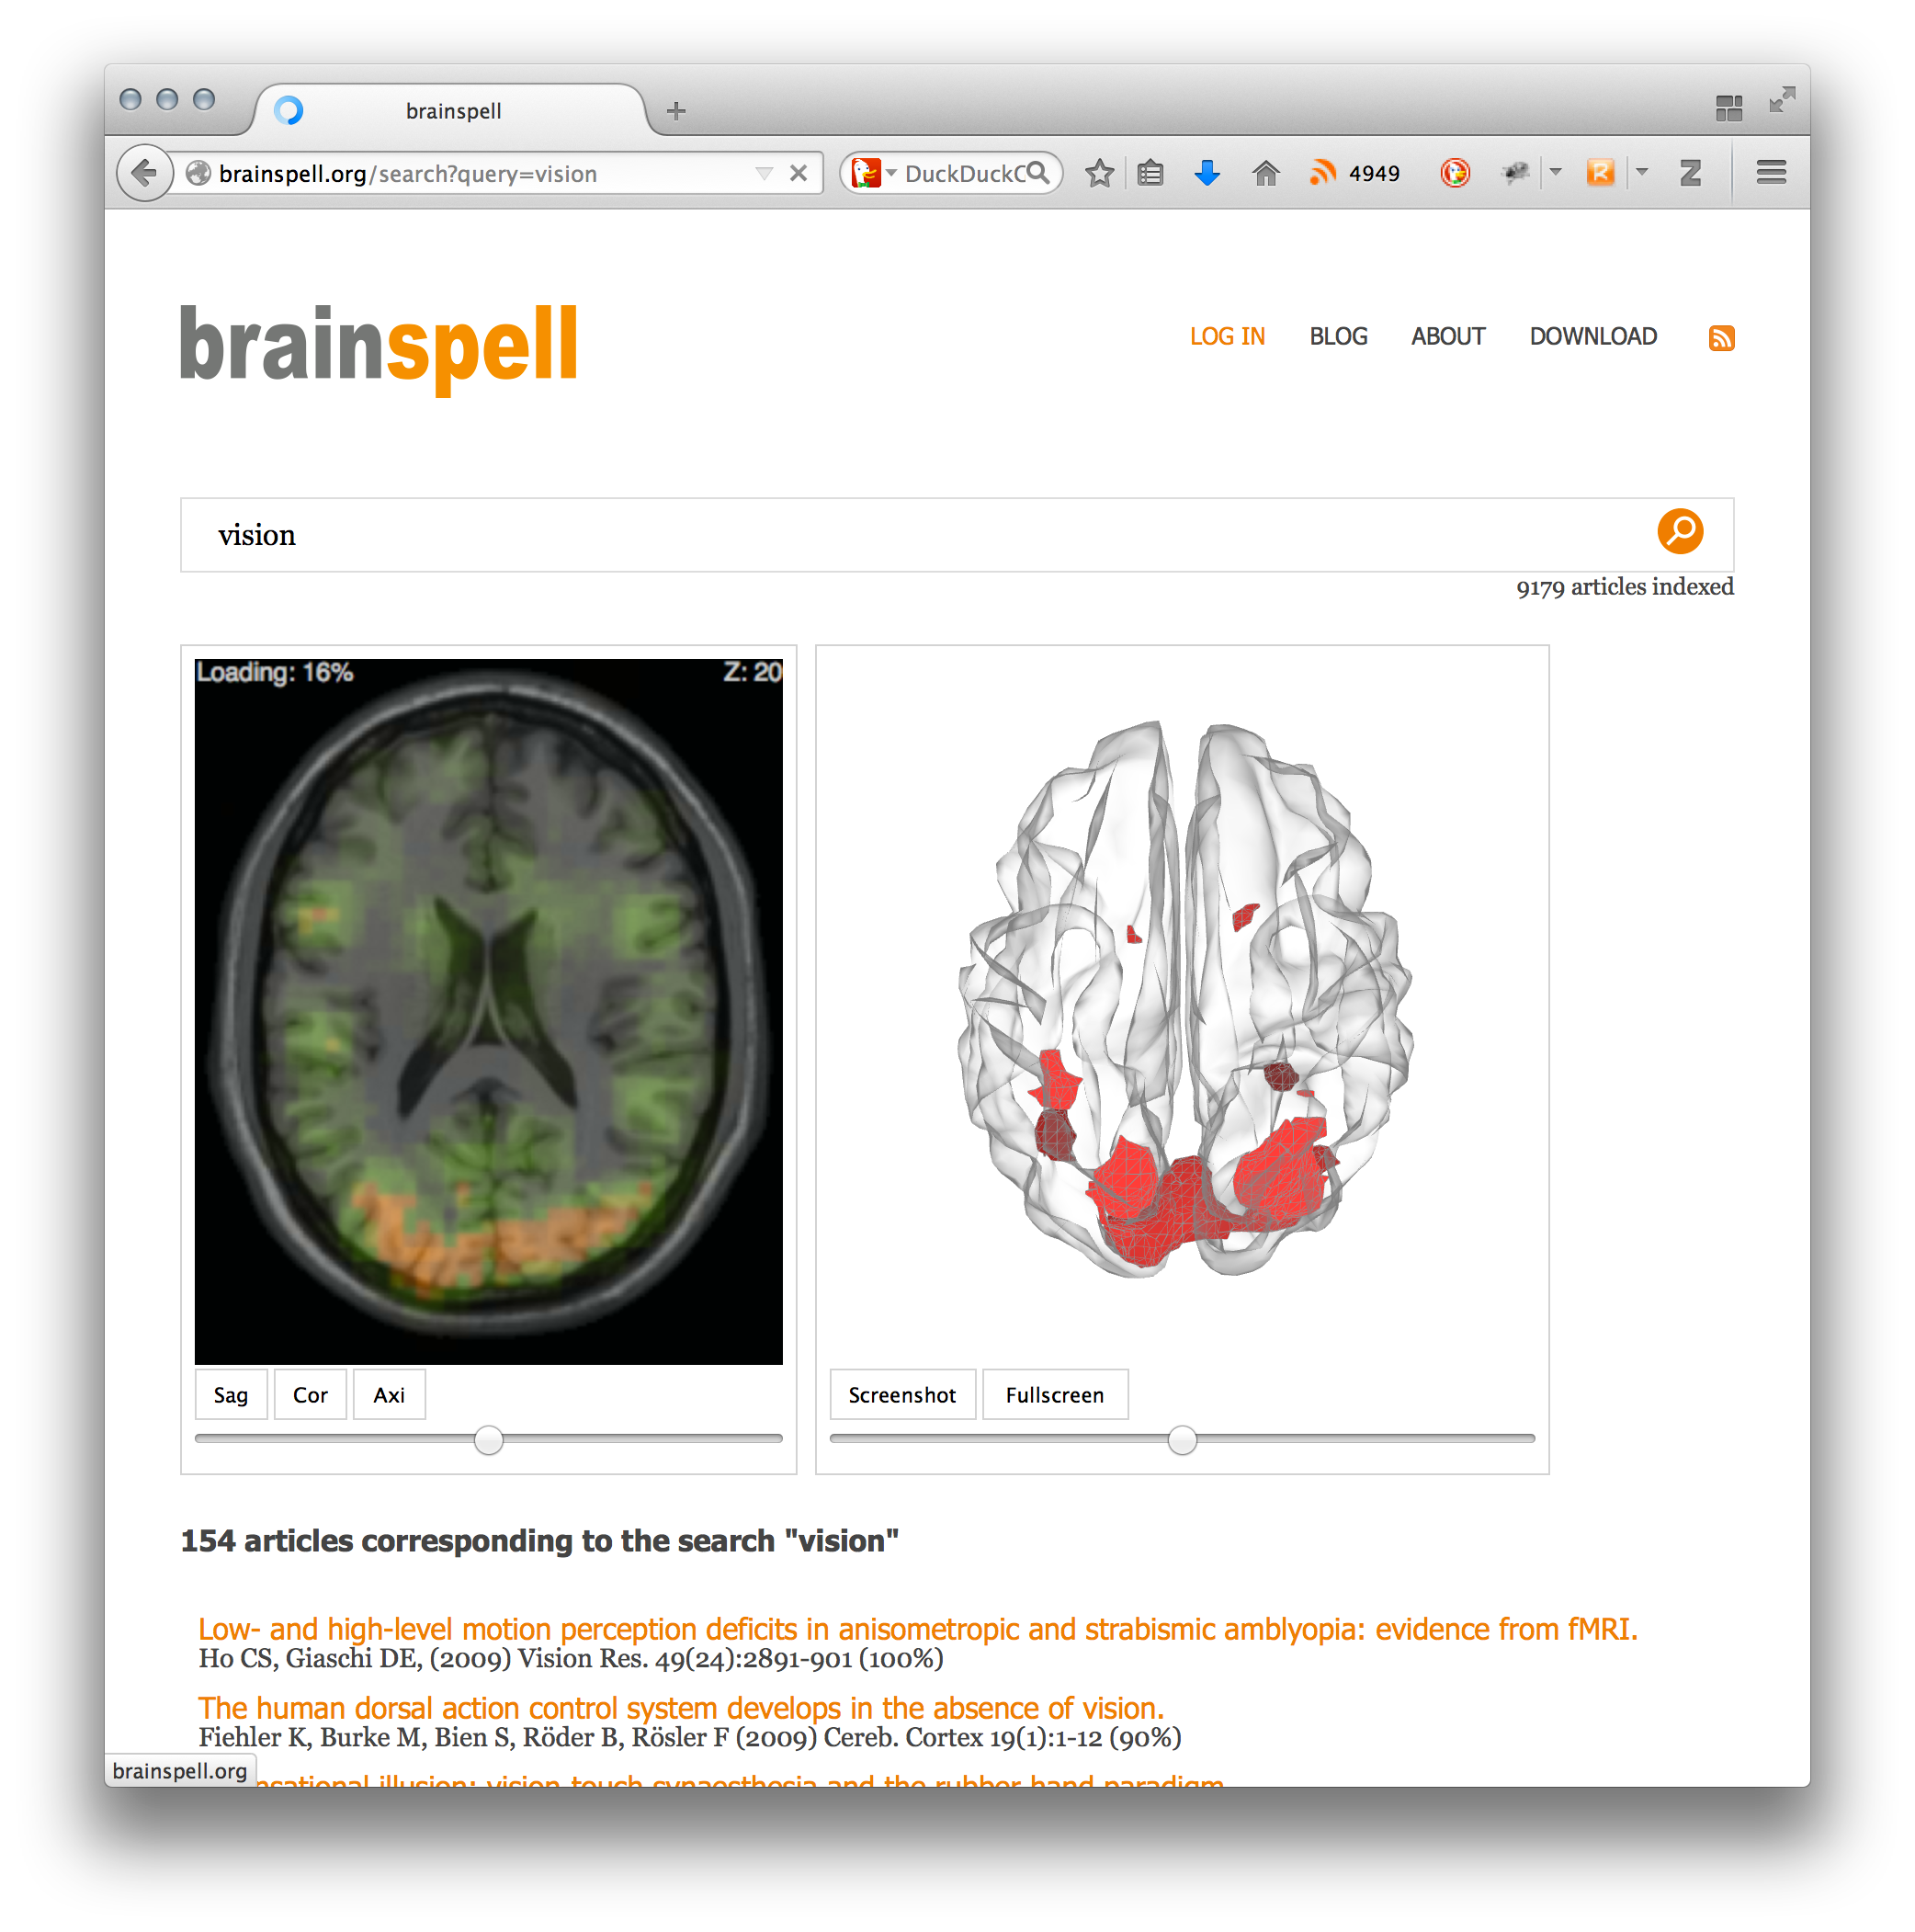 brainspell
brainspell.org/search?query=vision
DuckDuckG
4949
R
Z
brainspell
LOG IN BLOG ABOUT DOWNLOAD
vision
9179 articles indexed
Loading: 16% Z: 20
Sag Cor Axi
Screenshot Fullscreen
154 articles corresponding to the search "vision"
Low- and high-level motion perception deficits in anisometropic and strabismic amblyopia: evidence from fMRI.
Ho CS, Giaschi DE, (2009) Vision Res. 49(24):2891-901 (100%)
The human dorsal action control system develops in the absence of vision.
Fiehler K, Burke M, Bien S, Röder B, Rösler F (2009) Cereb. Cortex 19(1):1-12 (90%)
illusion: vision-touch synaesthesia and the rubber hand paradigm.
brainspell.org